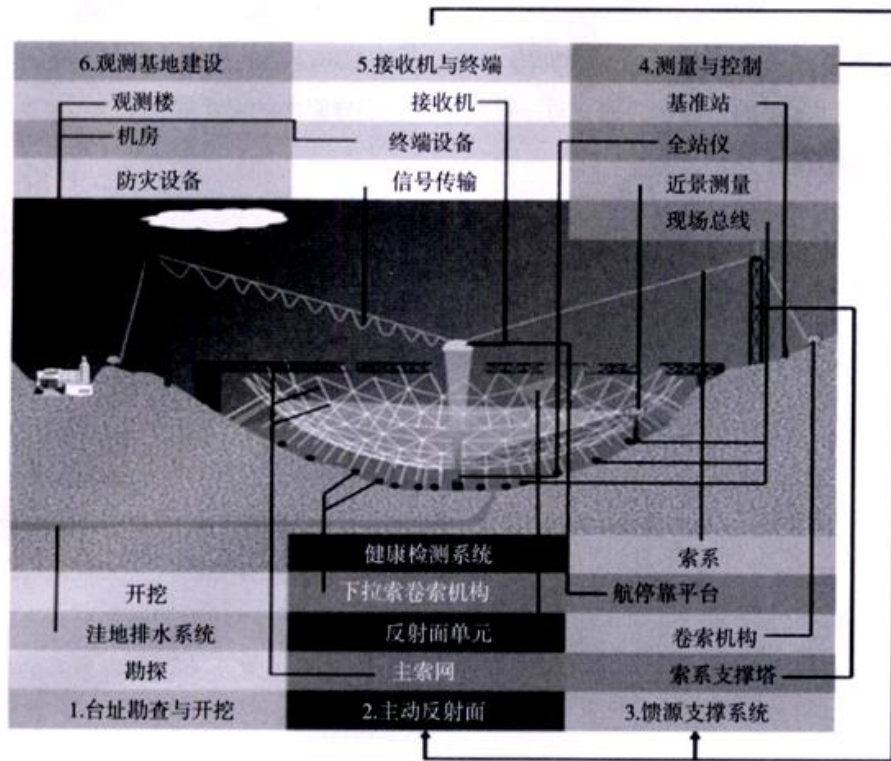 6.观测基地建设 5.接收机与终端 4.测量与控制
观测楼 接收机 基准站
机房 终端设备 全站仪
防灾设备 信号传输 近景测量
现场总线
健康检测系统 索系
开挖 下拉索卷索机构 航停靠平台
洼地排水系统 反射面单元 卷索机构
勘探 主索网 索系支撑塔
1.台址勘查与开挖 2.主动反射面 3.馈源支撑系统